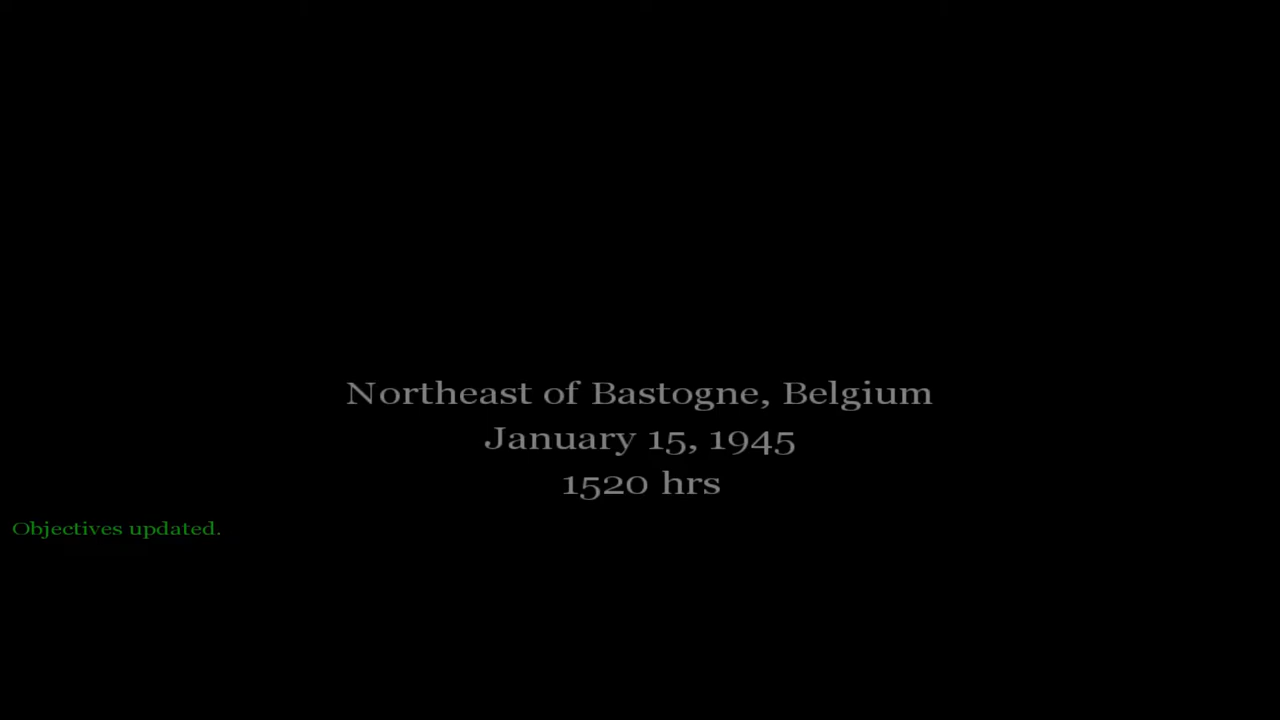 Northeast of Bastogne, Belgium
January 15, 1945
1520 hrs
Objectives updated.